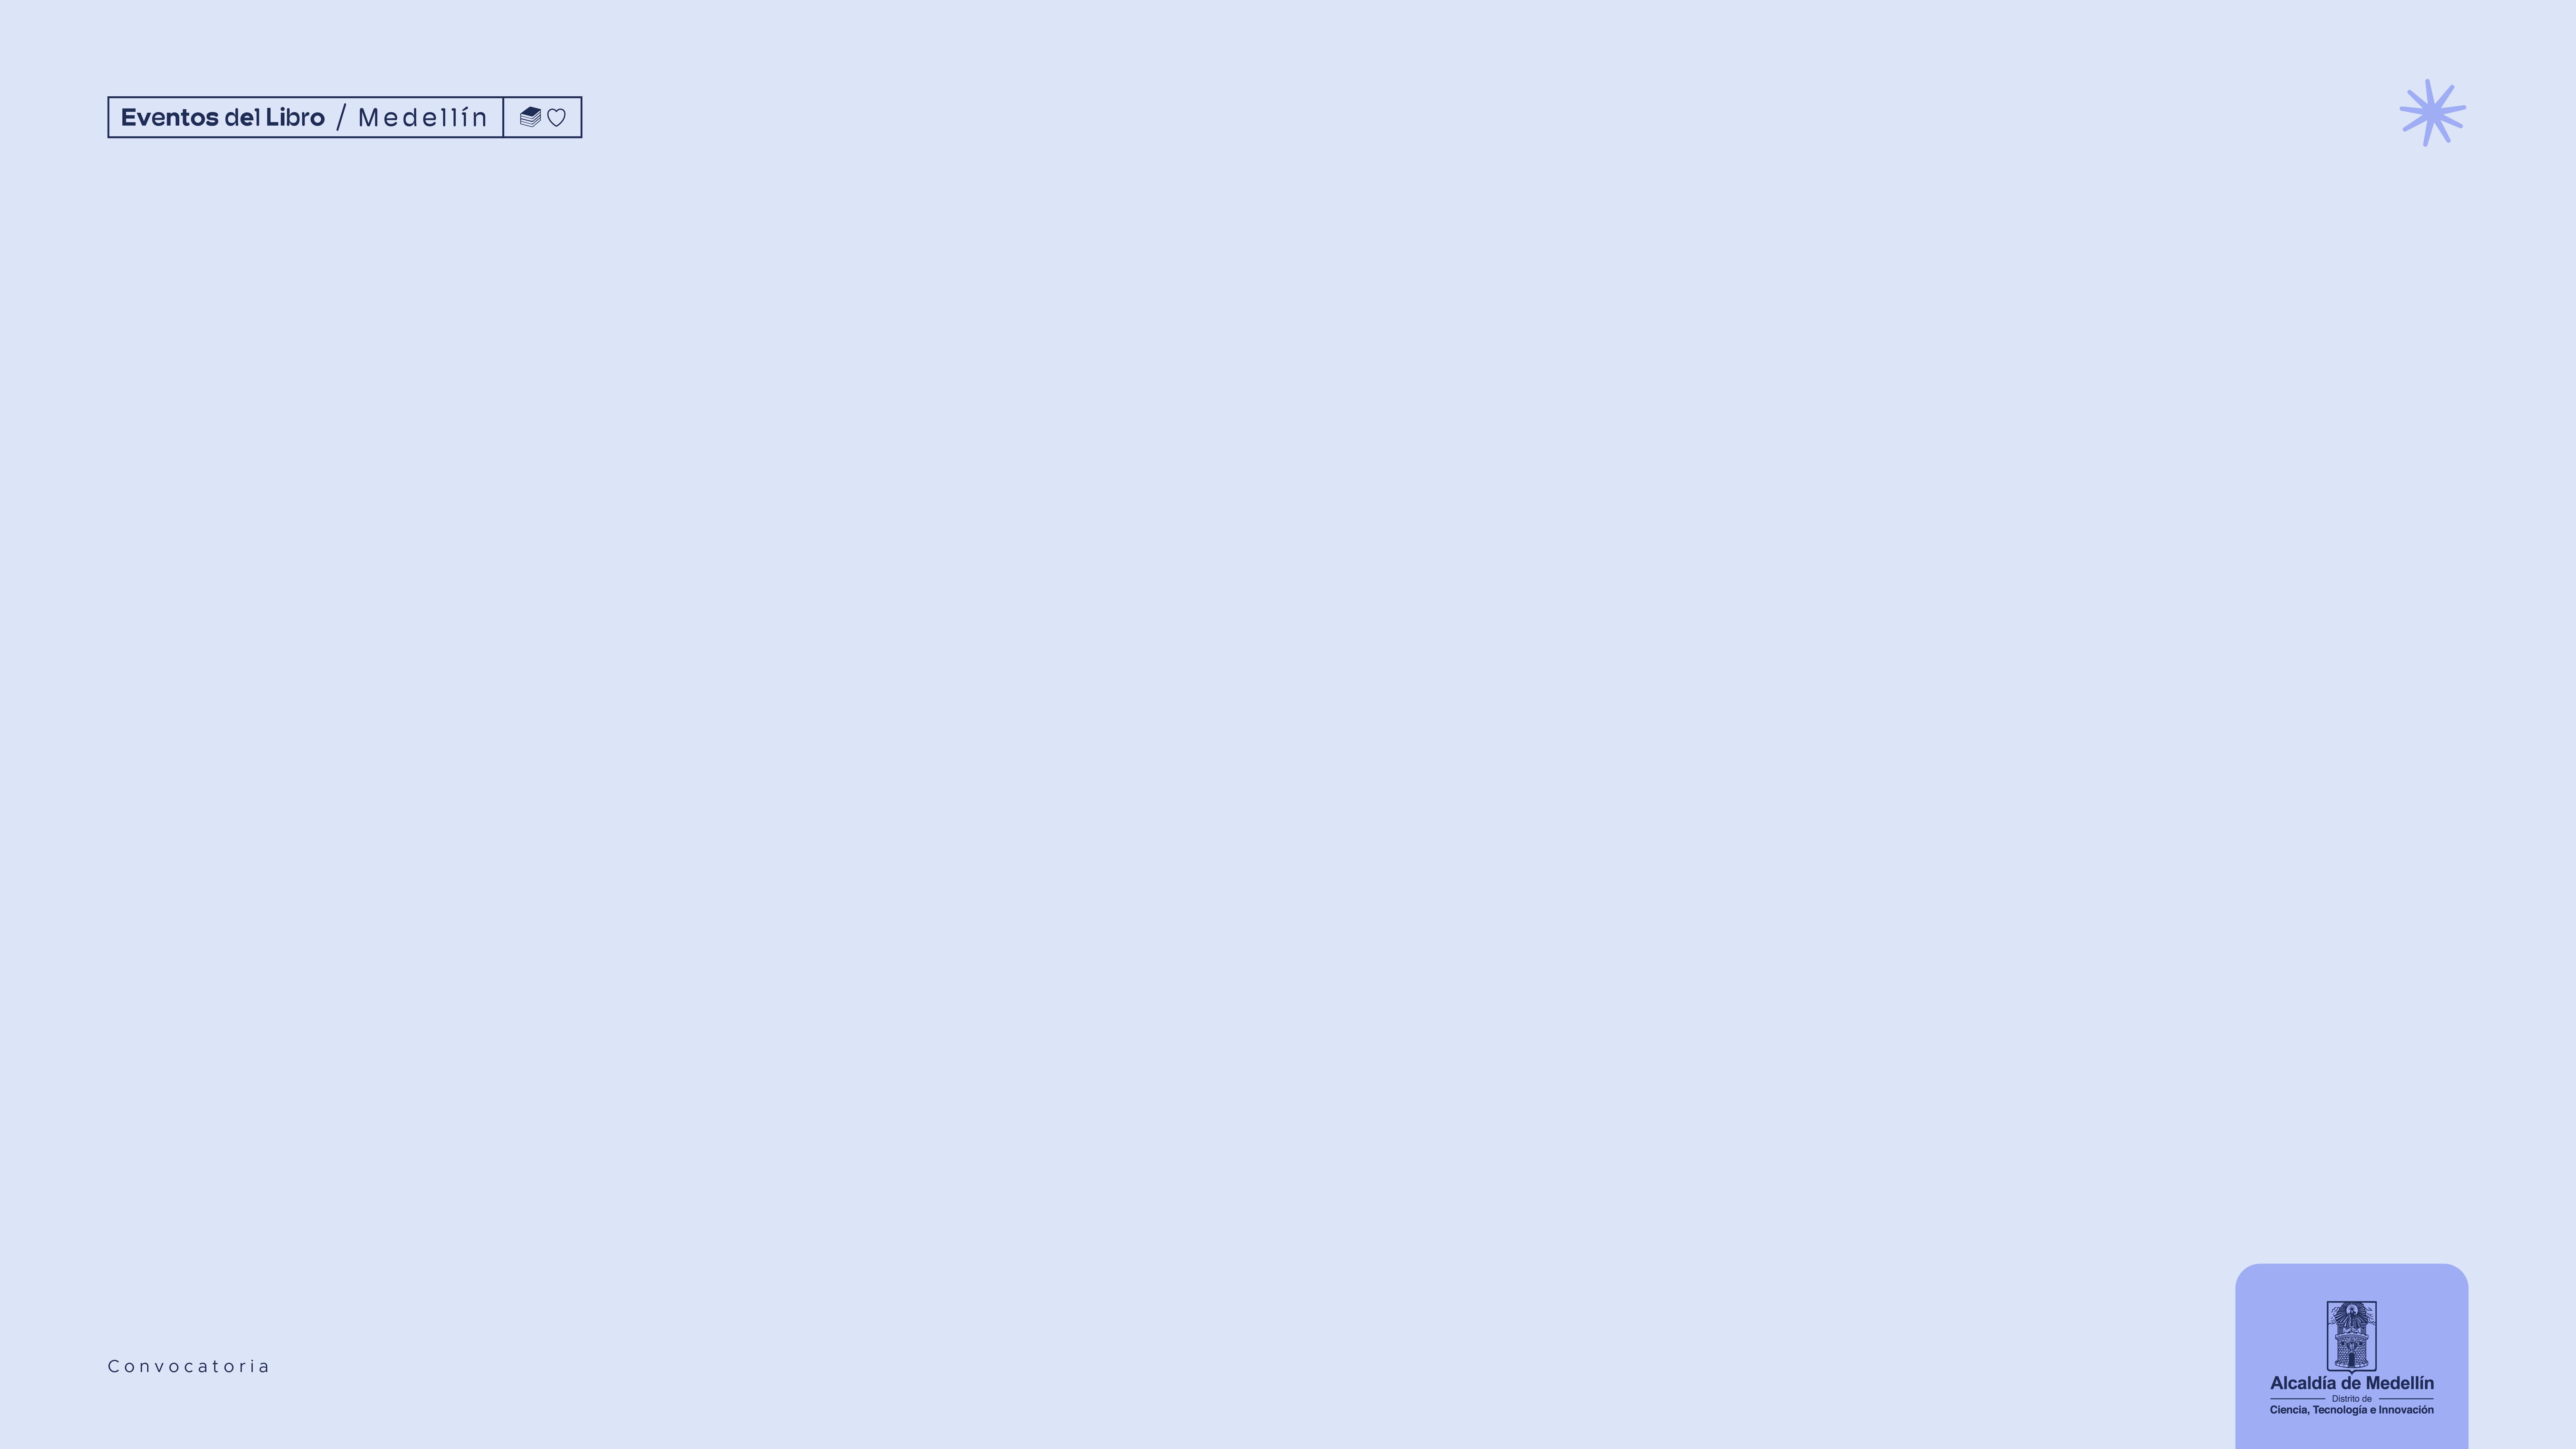 Eventos del Libro / Medellín
Convocatoria
Alcaldía de Medellín
Distrito de
Ciencia, Tecnología e Innovación